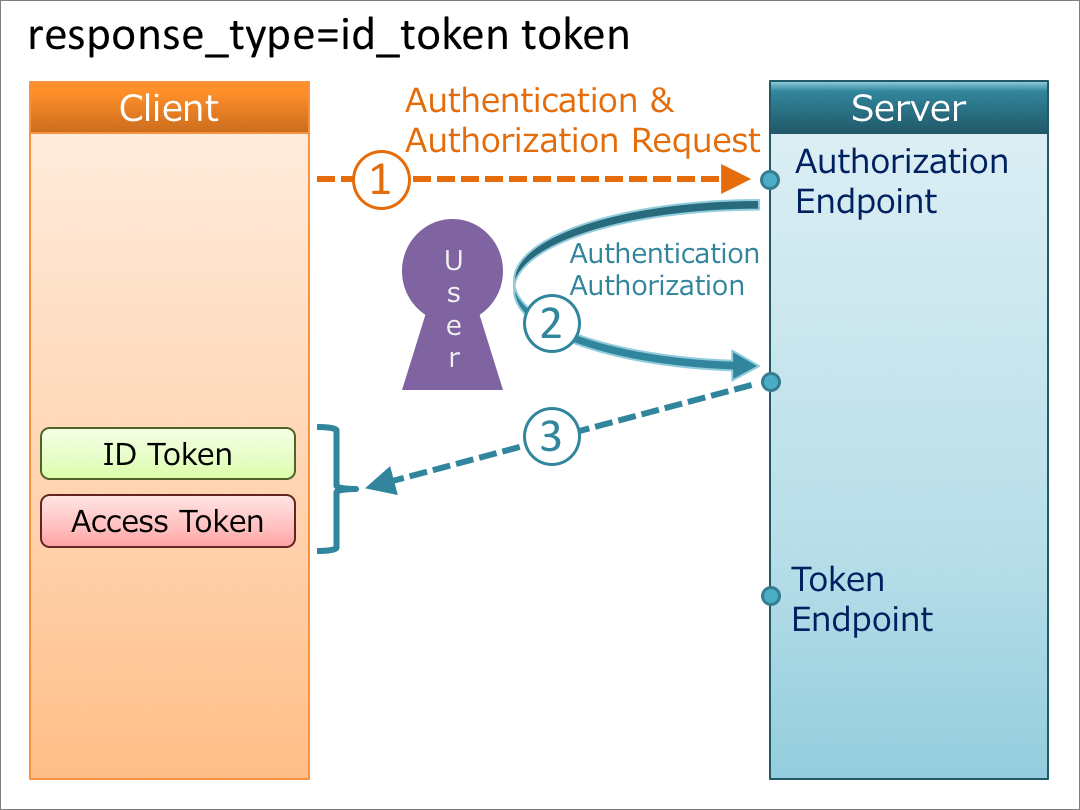 response_type=id_token token
Client
Authentication &
Authorization Request
Server
1
Authorization
Endpoint
User
Authentication
Authorization
2
3
ID Token
Access Token
Token
Endpoint